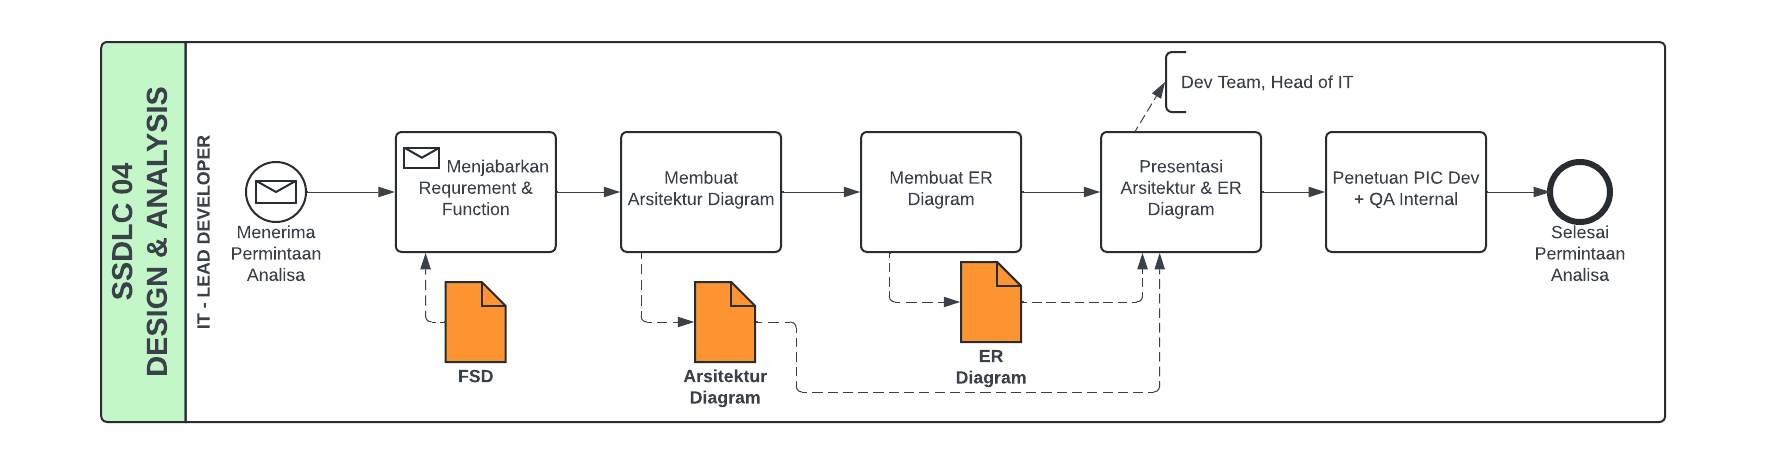 SSDLC 04
DESIGN & ANALYSIS
IT - LEAD DEVELOPER
Menerima
Permintaan
Analisa
Menjabarkan
Requrement &
Function
FSD
Membuat
Arsitektur Diagram
Arsitektur
Diagram
Membuat ER
Diagram
ER
Diagram
Presentasi
Arsitektur & ER
Diagram
Dev Team, Head of IT
Penetuan PIC Dev
+ QA Internal
Selesai
Permintaan
Analisa